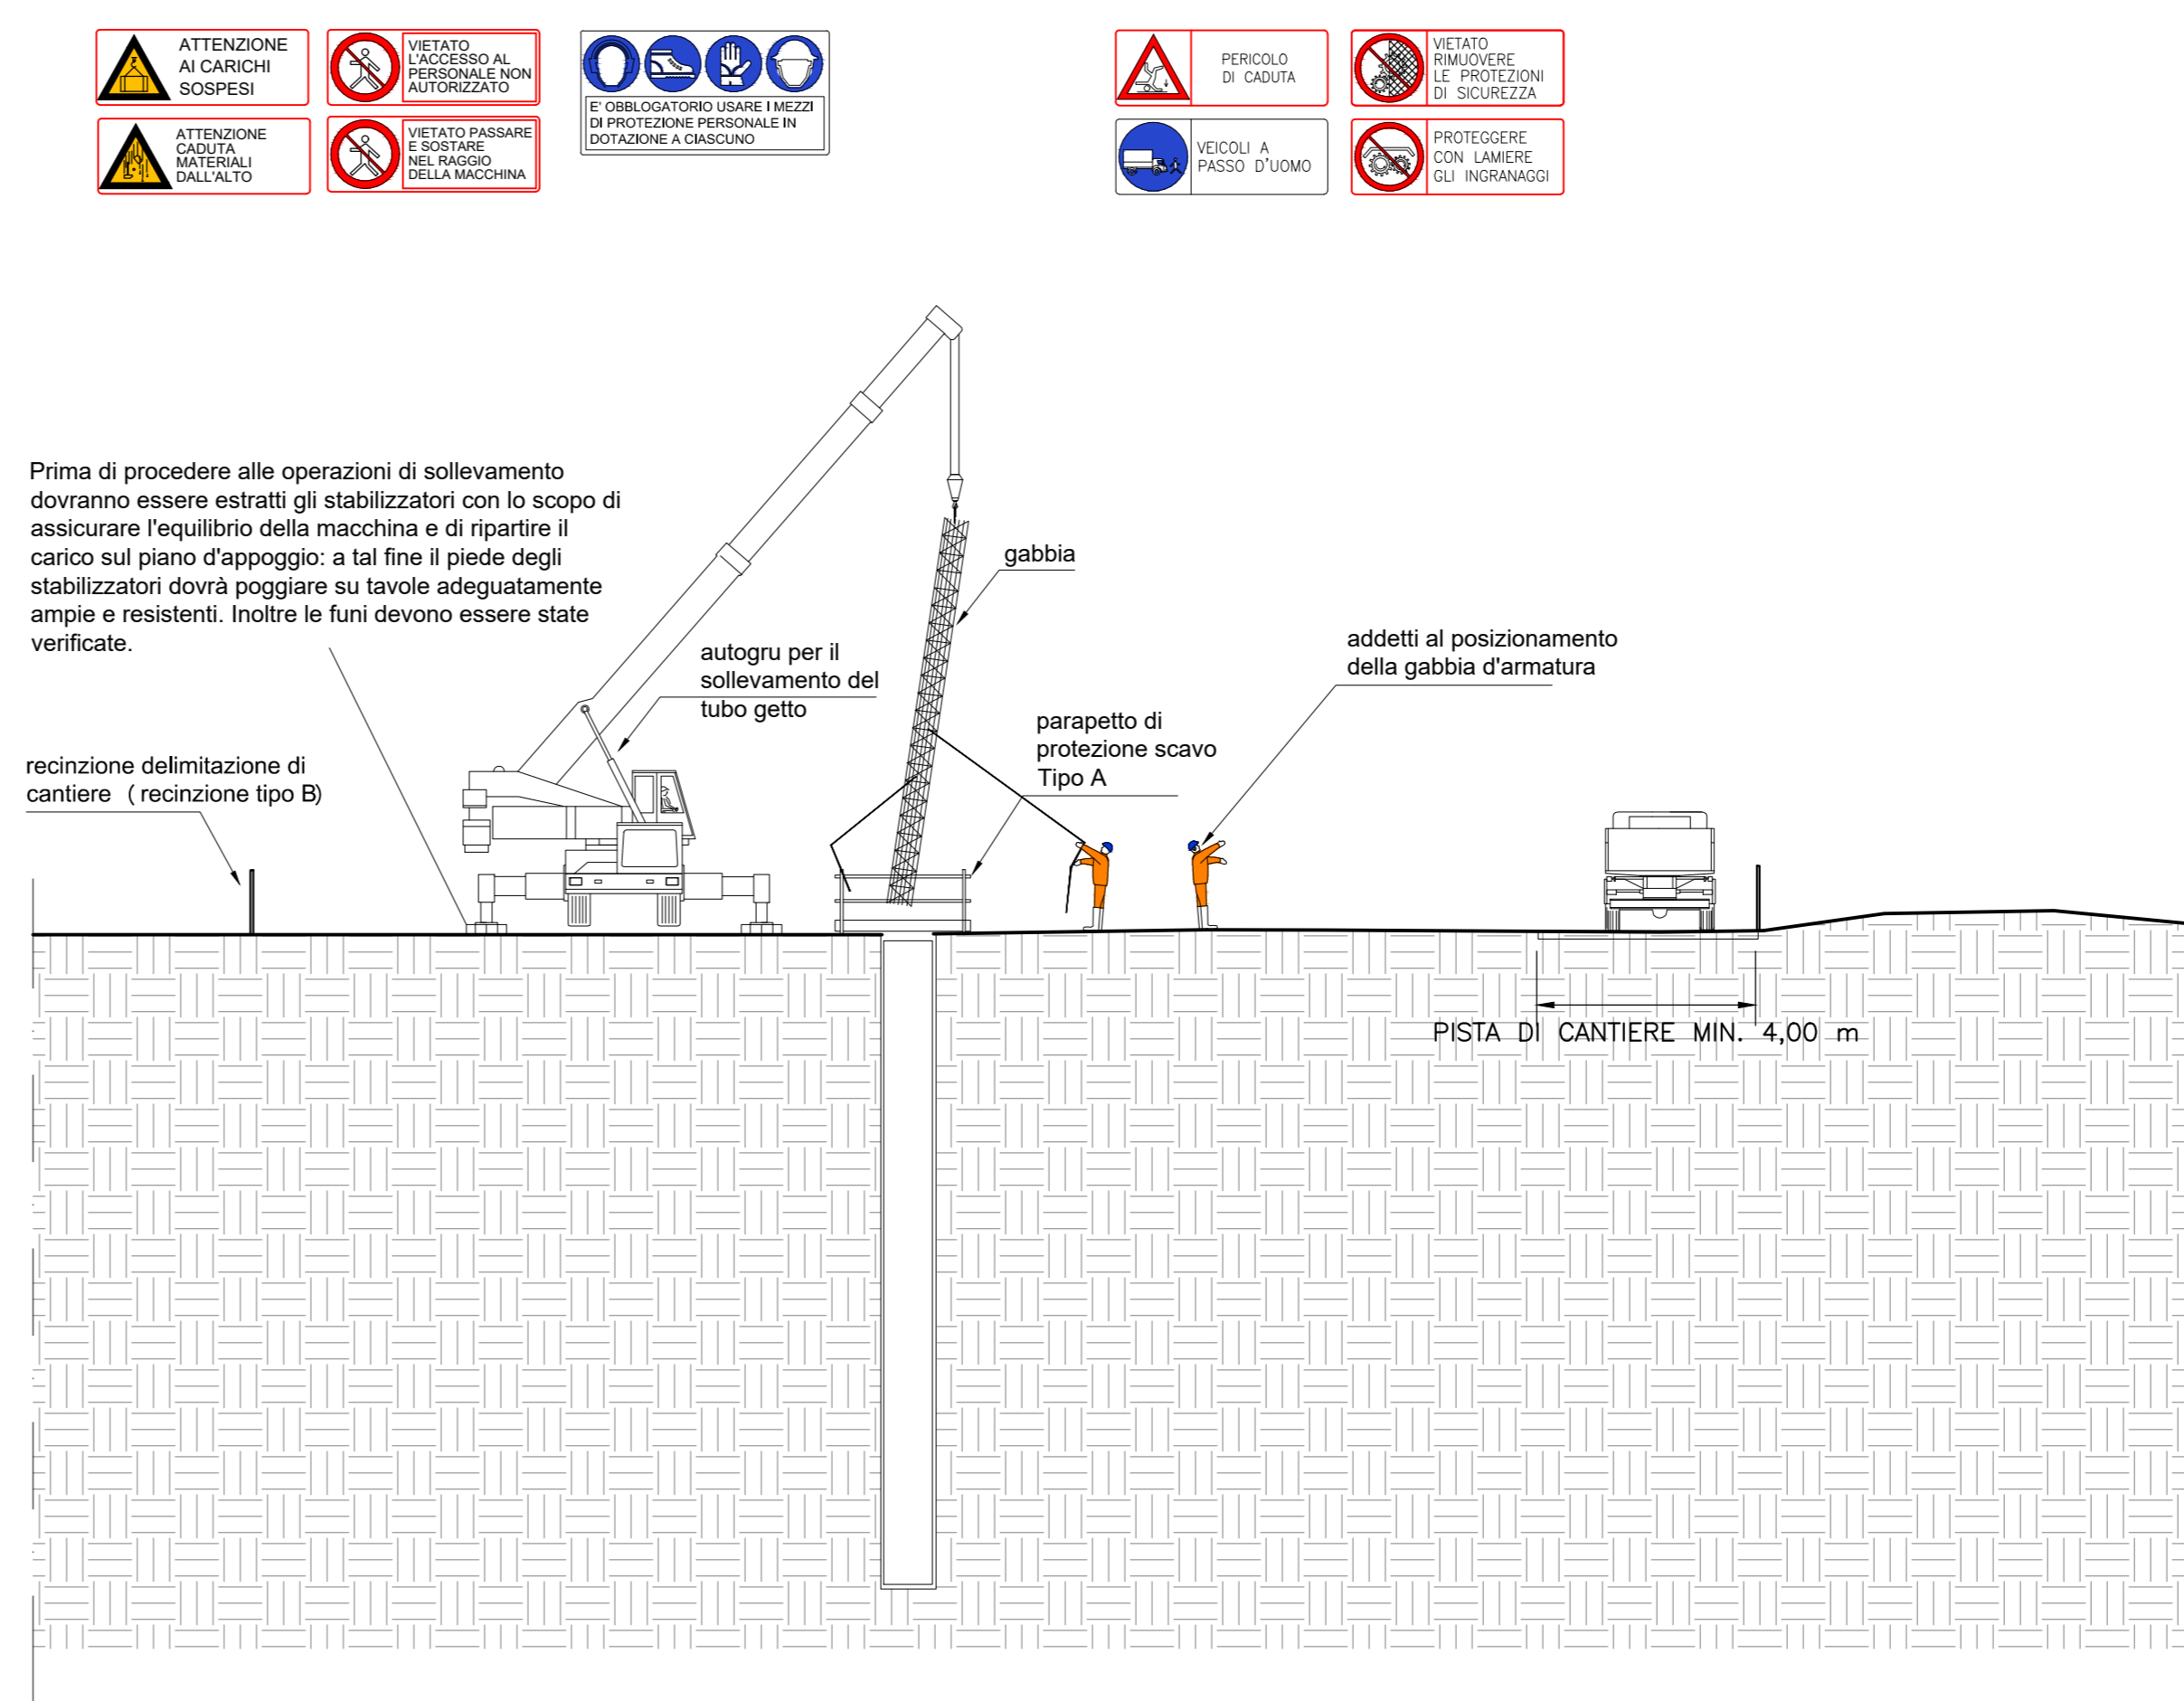 ATTENZIONE
AI CARICHI
SOSPESI
VIETATO
L'ACCESSO AL
PERSONALE NON
AUTORIZZATO
ATTENZIONE
CADUTA
MATERIALI
DALL'ALTO
VIETATO PASSARE
E SOSTARE
NEL RAGGIO
DELLA MACCHINA
E' OBBLOGATORIO USARE I MEZZI
DI PROTEZIONE PERSONALE IN
DOTAZIONE A CIASCUNO
PERICOLO
DI CADUTA
VIETATO
RIMUOVERE
LE PROTEZIONI
DI SICUREZZA
VEICOLI A
PASSO D'UOMO
PROTEGGERE
CON LAMIERE
GLI INGRANAGGI
Prima di procedere alle operazioni di sollevamento
dovranno essere estratti gli stabilizzatori con lo scopo di
assicurare l'equilibrio della macchina e di ripartire il
carico sul piano d'appoggio: a tal fine il piede degli
stabilizzatori dovrà poggiare su tavole adeguatamente
ampie e resistenti. Inoltre le funi devono essere state
verificate.
gabbia
autogru per il
sollevamento del
tubo getto
addetti al posizionamento
della gabbia d'armatura
parapetto di
protezione scavo
Tipo A
recinzione delimitazione di
cantiere ( recinzione tipo B)
PISTA DI CANTIERE MIN. 4,00 m